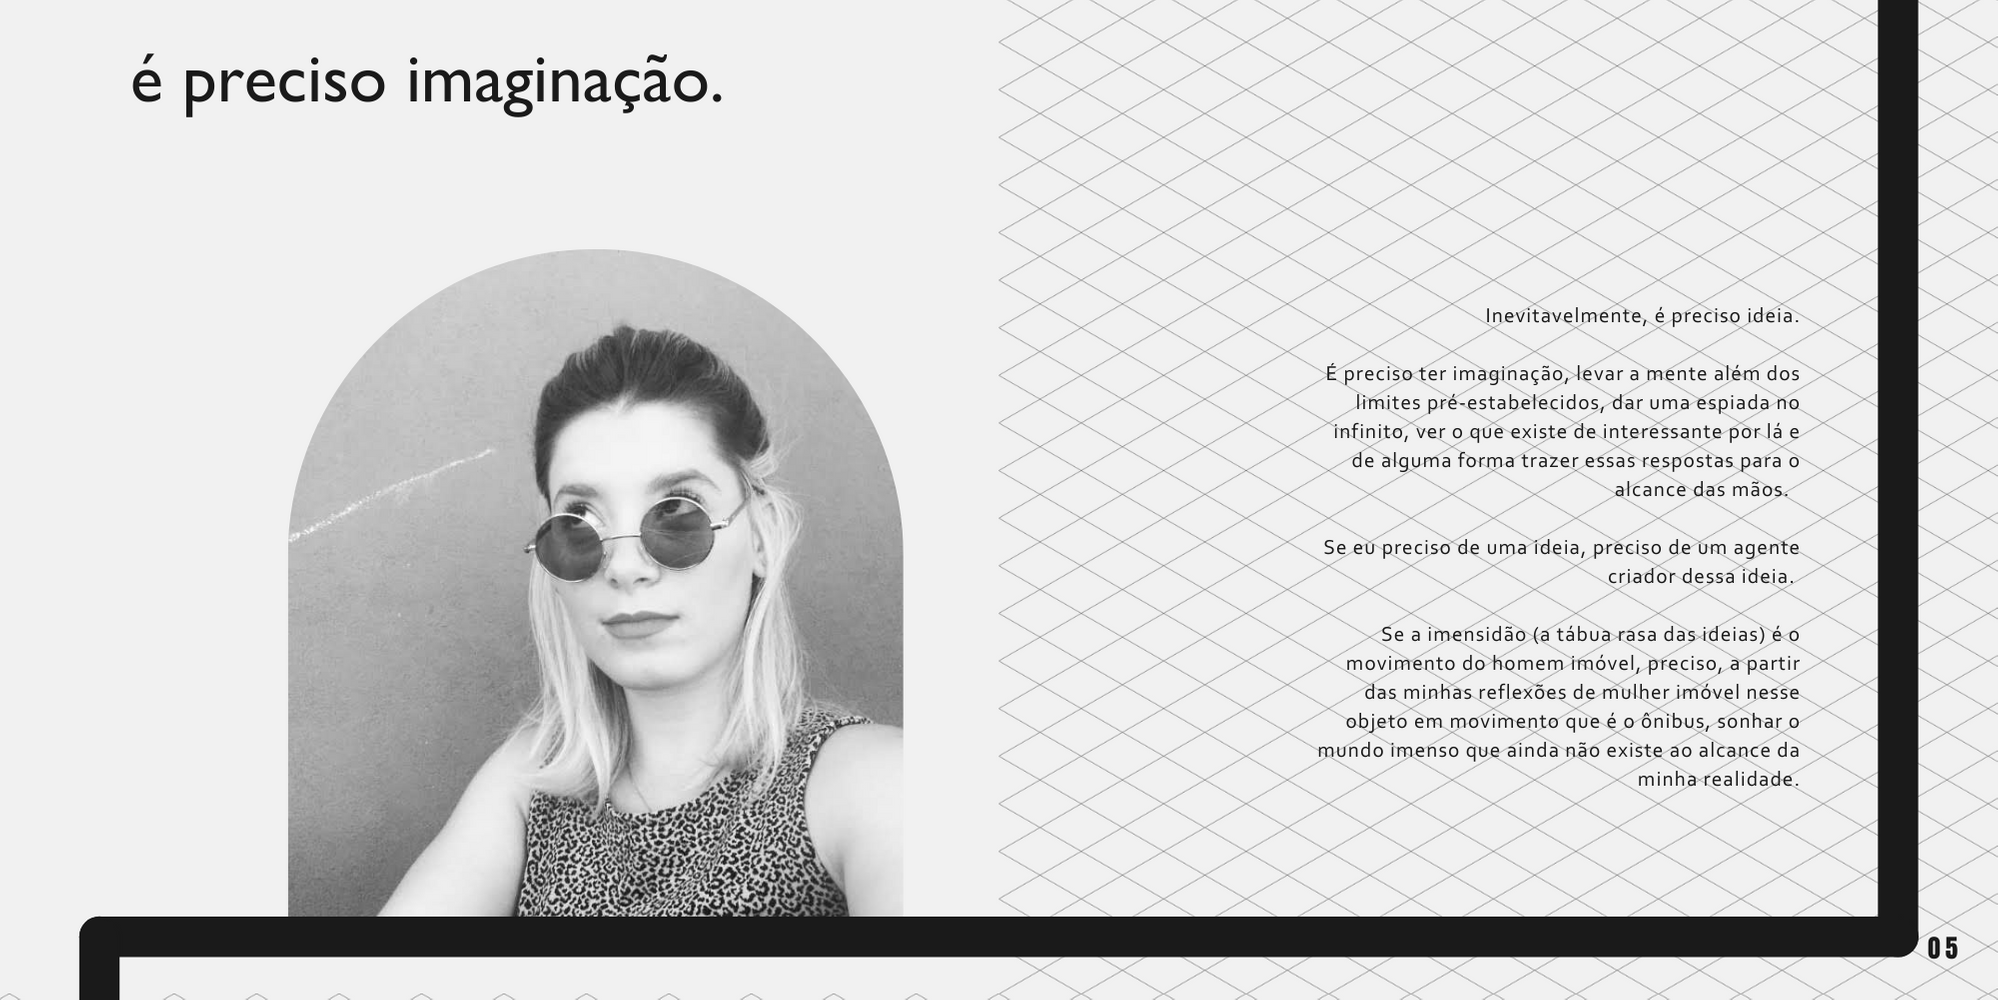 é preciso imaginação.
Inevitavelmente, é preciso ideia.
É preciso ter imaginação, levar a mente além dos
limites pré-estabelecidos, dar uma espiada no
infinito, ver o que existe de interessante por lá e
de alguma forma trazer essas respostas para o
alcance das mãos.
Se eu preciso de uma ideia, preciso de um agente
criador dessa ideia.
Se a imensidão (a tábua rasa das ideias) é o
movimento do homem imóvel, preciso, a partir
das minhas reflexões de mulher imóvel nesse
objeto em movimento que é o ônibus, sonhar o
mundo imenso que ainda não existe ao alcance da
minha realidade.
05